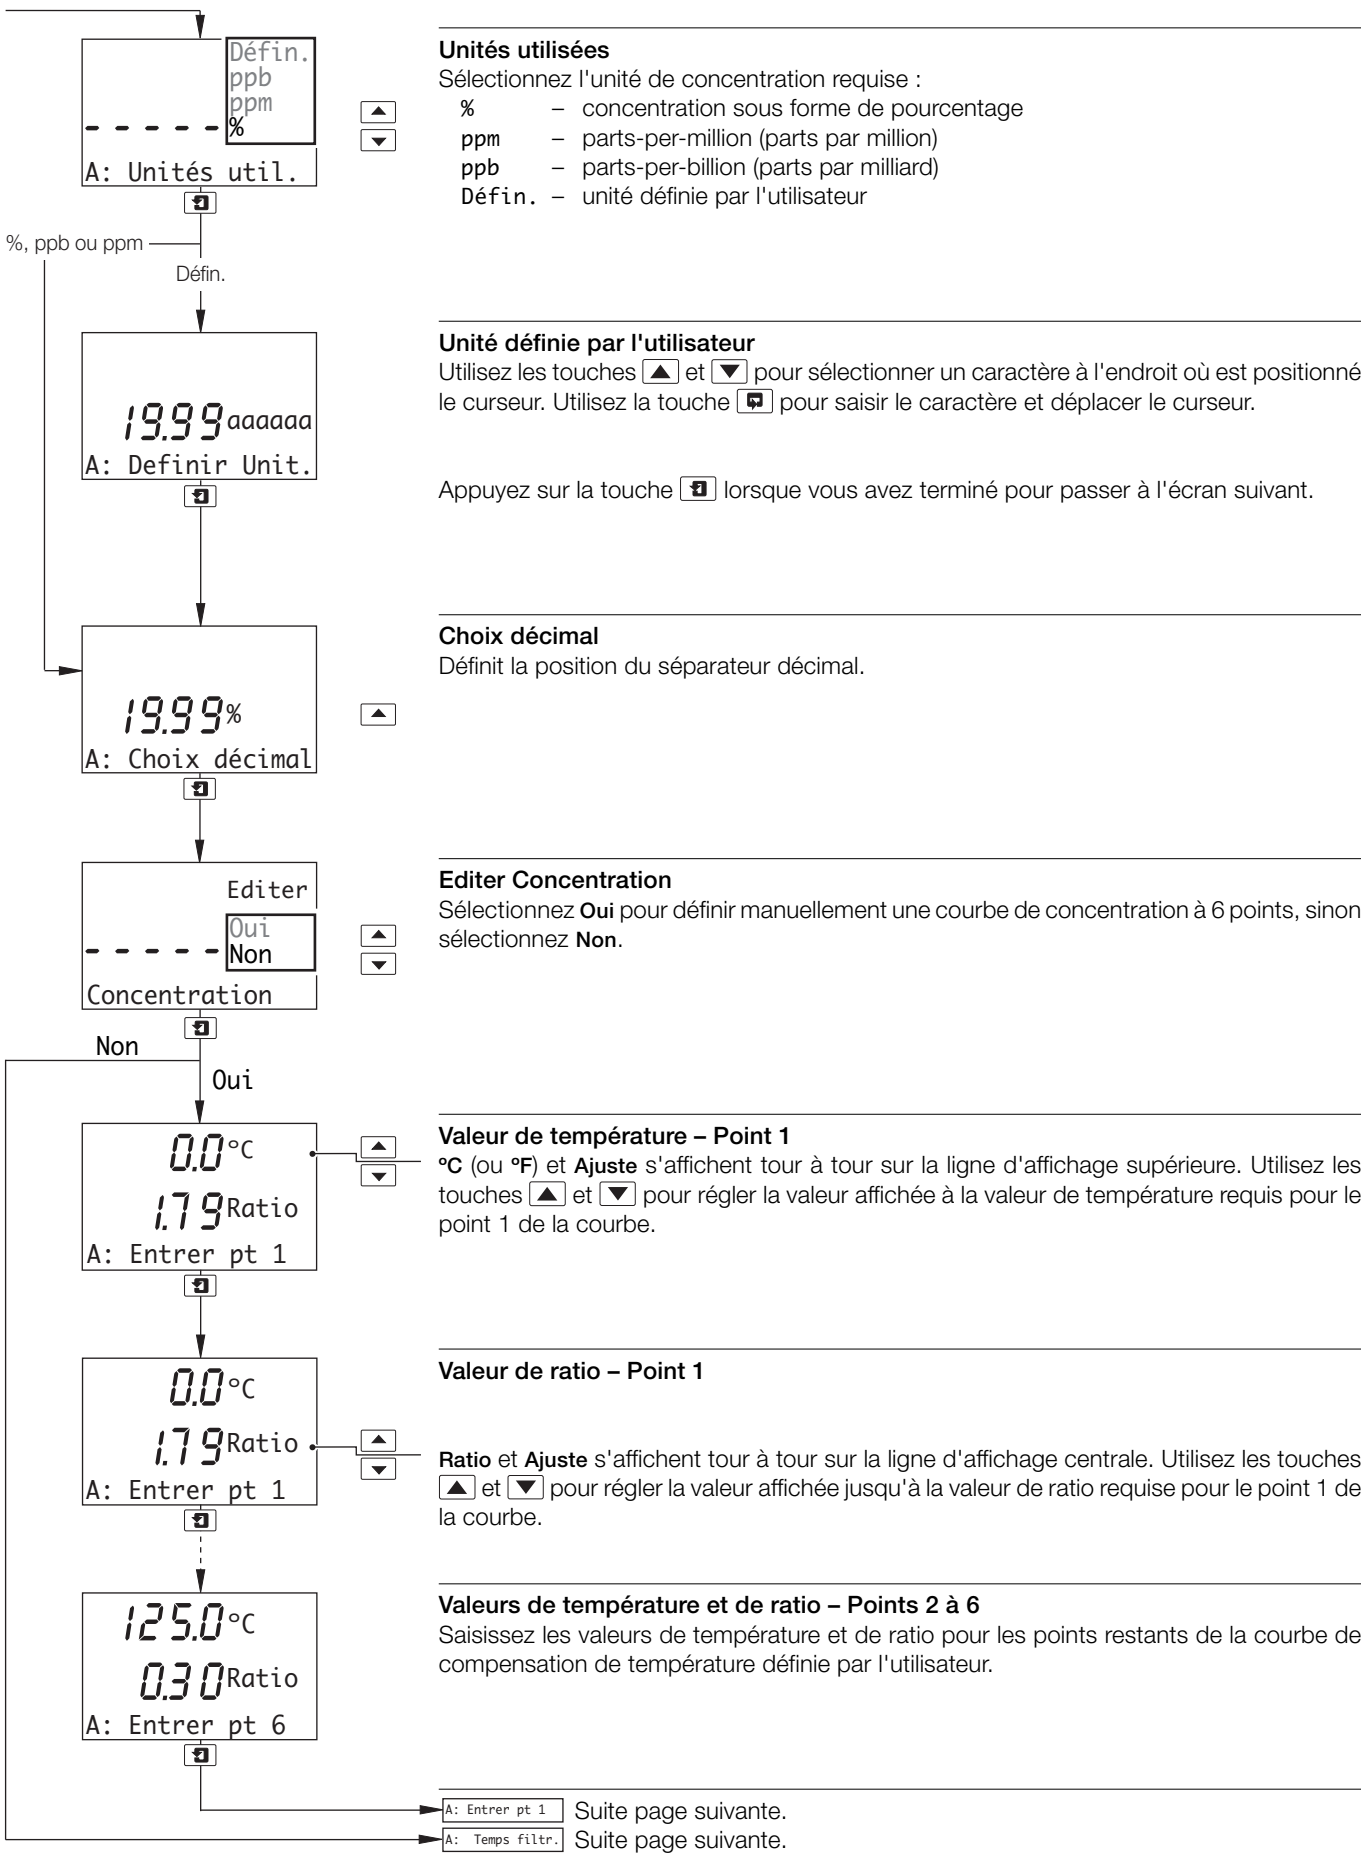 Défin.
ppb
ppm
- - - - - %
A: Unités util.
Unités utilisées
Sélectionnez l'unité de concentration requise :
% – concentration sous forme de pourcentage
ppm – parts-per-million (parts par million)
ppb – parts-per-billion (parts par milliard)
Défin. – unité définie par l'utilisateur
%, ppb ou ppm
Défin.
19.99 aaaaaa
A: Definir Unit.
Unité définie par l'utilisateur
Utilisez les touches et pour sélectionner un caractère à l'endroit où est positionné
le curseur. Utilisez la touche pour saisir le caractère et déplacer le curseur.
Appuyez sur la touche lorsque vous avez terminé pour passer à l'écran suivant.
19.99 %
A: Choix décimal
Choix décimal
Définit la position du séparateur décimal.
Editer
Oui
- - - - - Non
Concentration
Editer Concentration
Sélectionnez Oui pour définir manuellement une courbe de concentration à 6 points, sinon
sélectionnez Non.
Non
Oui
0.0 °C
1.79 Ratio
A: Entrer pt 1
Valeur de température – Point 1
ºC (ou ºF) et Ajuste s'affichent tour à tour sur la ligne d'affichage supérieure. Utilisez les
touches et pour régler la valeur affichée à la valeur de température requis pour le
point 1 de la courbe.
0.0 °C
1.79 Ratio
A: Entrer pt 1
Valeur de ratio – Point 1
Ratio et Ajuste s'affichent tour à tour sur la ligne d'affichage centrale. Utilisez les touches
et pour régler la valeur affichée jusqu'à la valeur de ratio requise pour le point 1 de
la courbe.
125.0 °C
0.30 Ratio
A: Entrer pt 6
Valeurs de température et de ratio – Points 2 à 6
Saisissez les valeurs de température et de ratio pour les points restants de la courbe de
compensation de température définie par l'utilisateur.
A: Entrer pt 1 Suite page suivante.
A: Temps filtr. Suite page suivante.